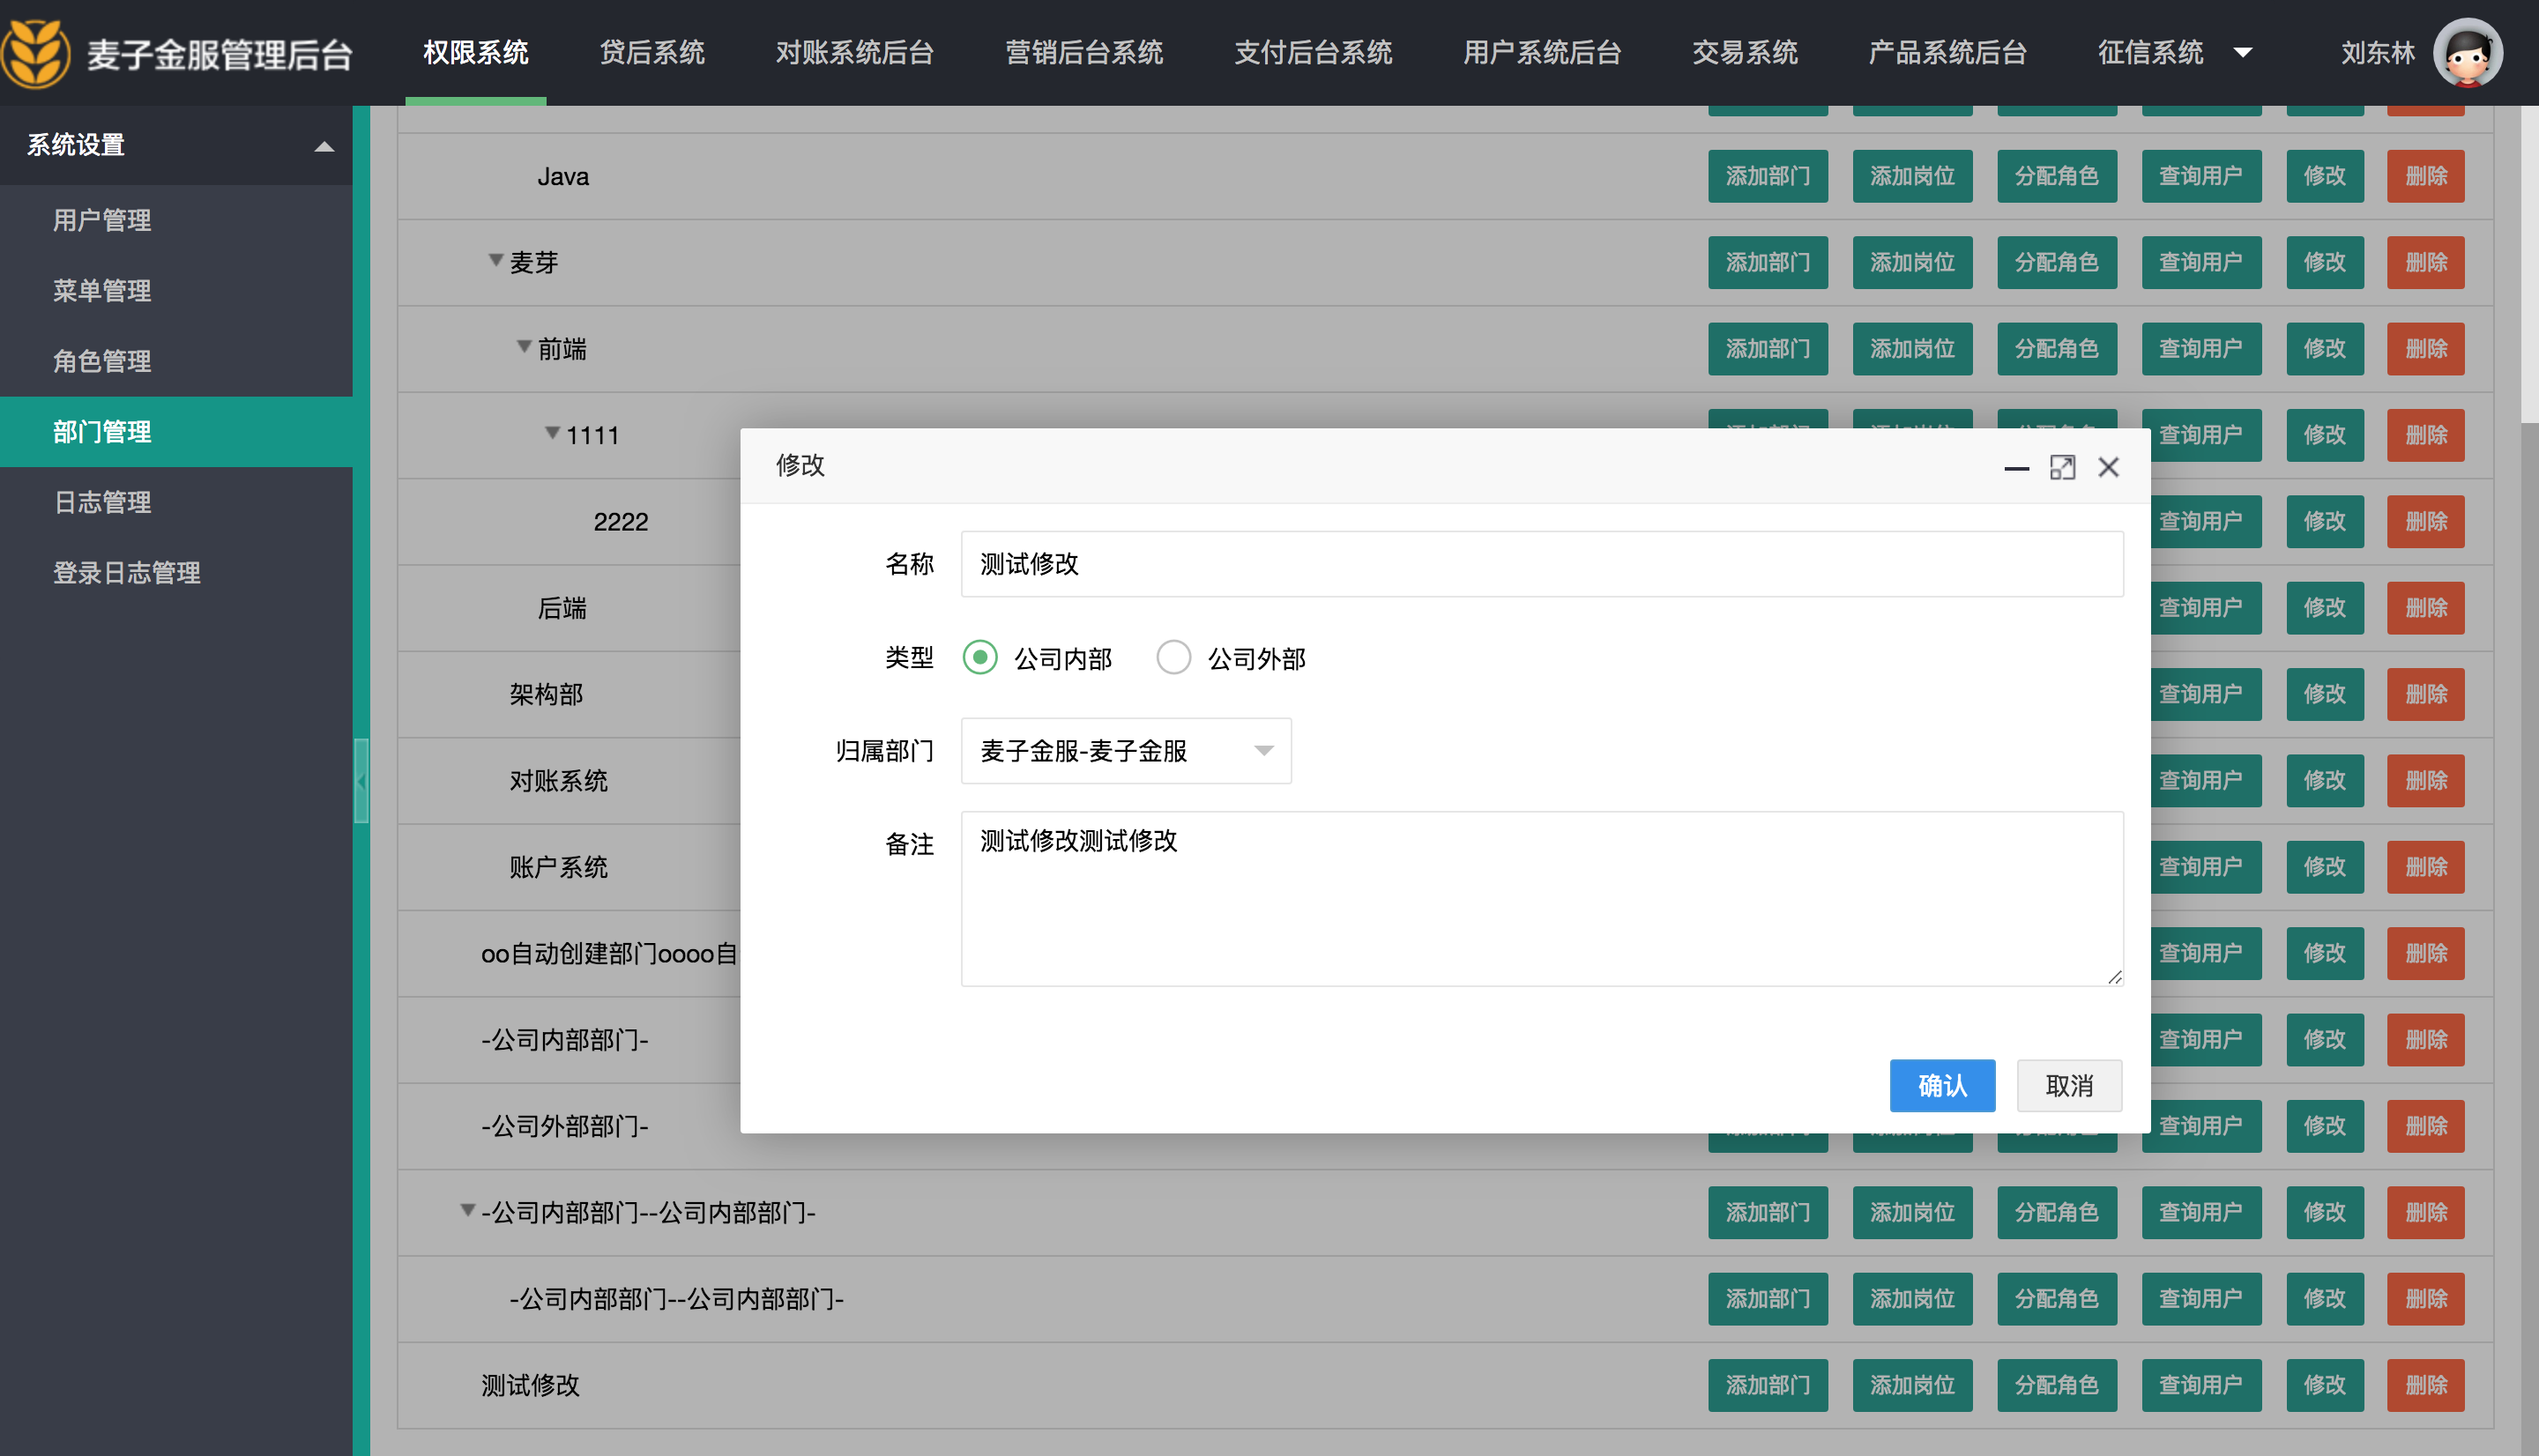 麦子金服管理后台 权限系统 贷后系统 对账系统后台 营销后台系统 支付后台系统 用户系统后台 交易系统 产品系统后台 征信系统 刘东林
系统设置
用户管理
菜单管理
角色管理
部门管理
日志管理
登录日志管理
Java 添加部门 添加岗位 分配角色 查询用户 修改 删除
麦芽 添加部门 添加岗位 分配角色 查询用户 修改 删除
前端 添加部门 添加岗位 分配角色 查询用户 修改 删除
1111 查询用户 修改 删除
2222 查询用户 修改 删除
后端 查询用户 修改 删除
架构部 查询用户 修改 删除
对账系统 查询用户 修改 删除
账户系统 查询用户 修改 删除
oo自动创建部门oooo自 查询用户 修改 删除
-公司内部部门- 查询用户 修改 删除
-公司外部部门- 查询用户 修改 删除
-公司内部部门--公司内部部门- 添加部门 添加岗位 分配角色 查询用户 修改 删除
-公司内部部门--公司内部部门- 添加部门 添加岗位 分配角色 查询用户 修改 删除
测试修改 添加部门 添加岗位 分配角色 查询用户 修改 删除
修改
名称 测试修改
类型 公司内部 公司外部
归属部门 麦子金服-麦子金服
备注 测试修改测试修改
确认 取消